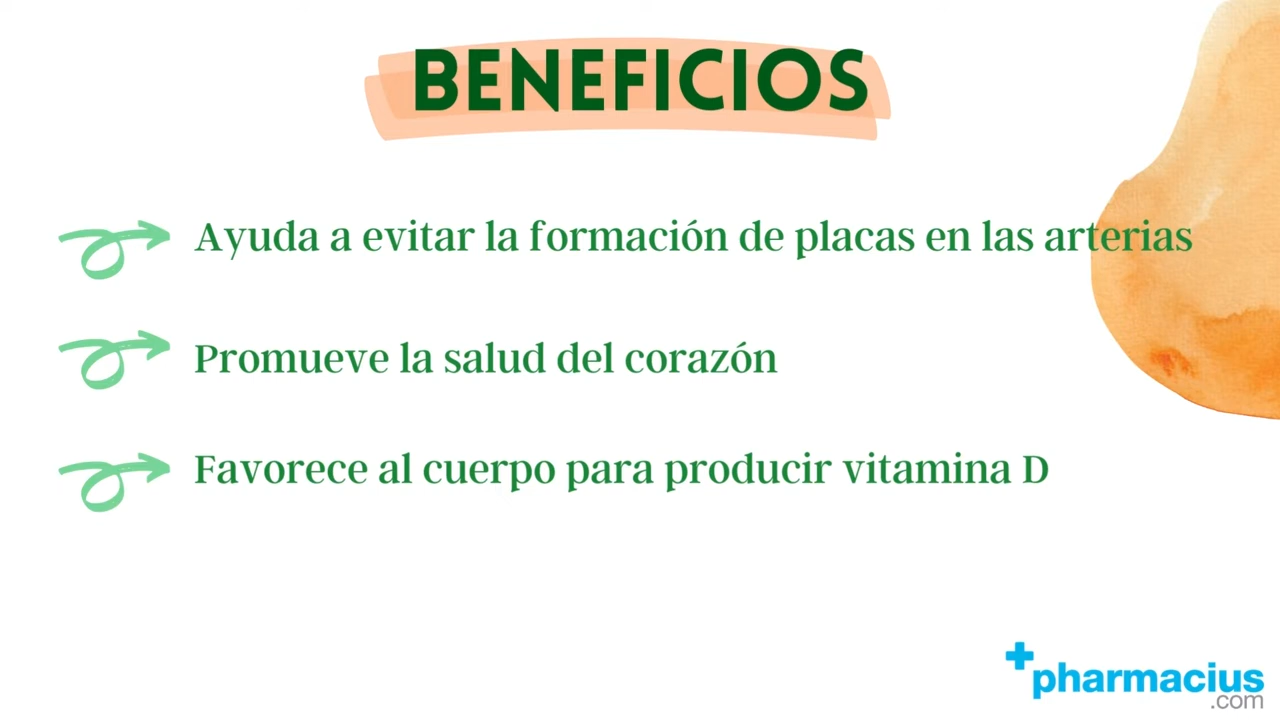 BENEFICIOS
Ayuda a evitar la formación de placas en las arterias
Promueve la salud del corazón
Favorece al cuerpo para producir vitamina D
pharmacius
.com